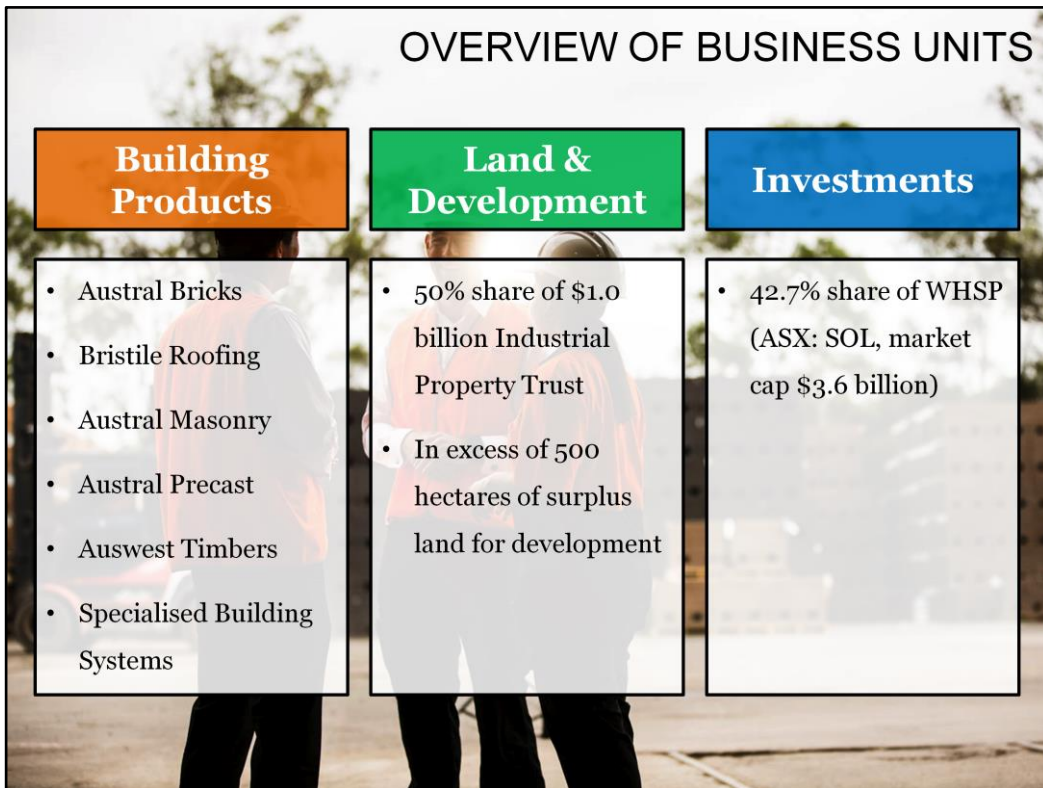 OVERVIEW OF BUSINESS UNITS
Building
Products
• Austral Bricks
• Bristile Roofing
• Austral Masonry
• Austral Precast
• Auswest Timbers
• Specialised Building
Systems
Land &
Development
• 50% share of $1.0
billion Industrial
Property Trust
• In excess of 500
hectares of surplus
land for development
Investments
• 42.7% share of WHSP
(ASX: SOL, market
cap $3.6 billion)